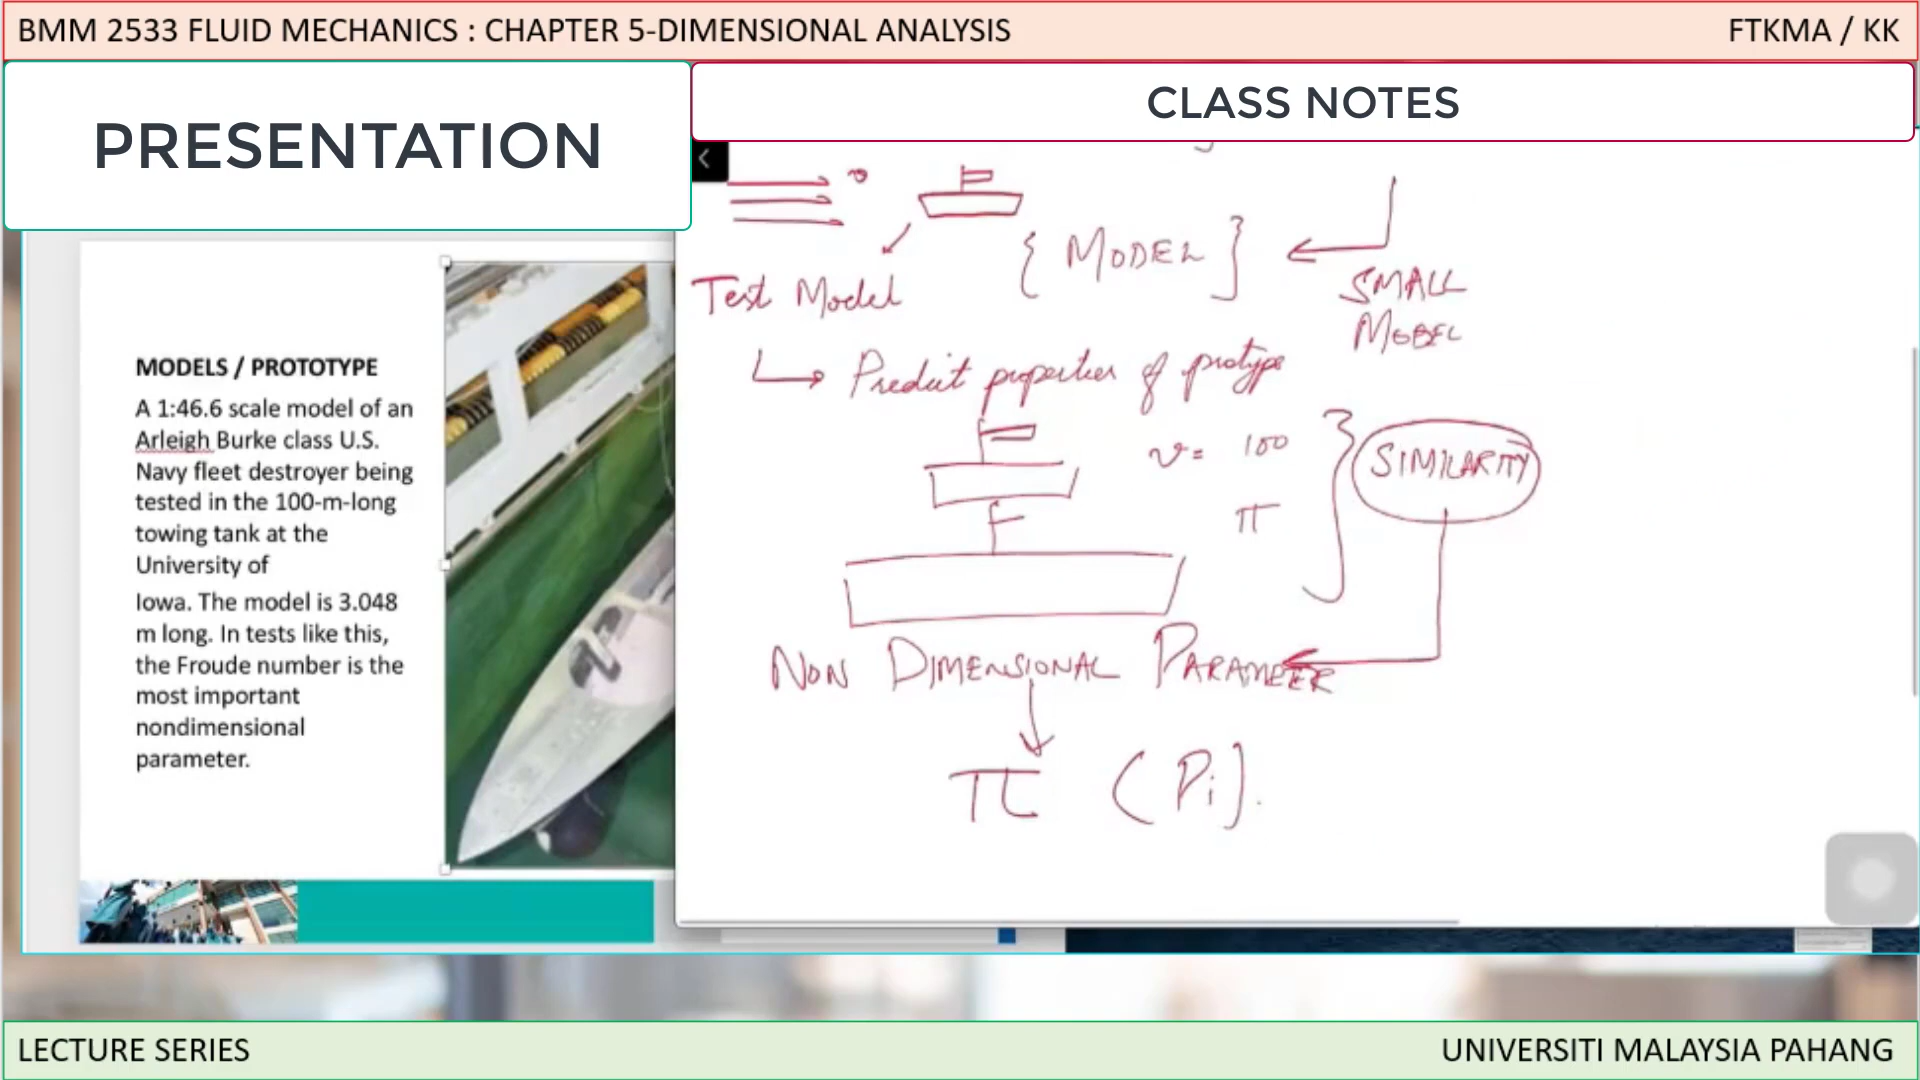 BMM 2533 FLUID MECHANICS : CHAPTER 5-DIMENSIONAL ANALYSIS
FTKMA / KK
PRESENTATION
CLASS NOTES
MODELS / PROTOTYPE
A 1:46.6 scale model of an
Arleigh Burke class U.S.
Navy fleet destroyer being
tested in the 100-m-long
towing tank at the
University of
Iowa. The model is 3.048
m long. In tests like this,
the Froude number is the
most important
nondimensional
parameter.
{ MODEL }
SMALL
MODEL
Test Model
Predict properties of protype
v = 100
π
SIMILARITY
NON DIMENSIONAL PARAMETER
π (Pi).
LECTURE SERIES
UNIVERSITI MALAYSIA PAHANG